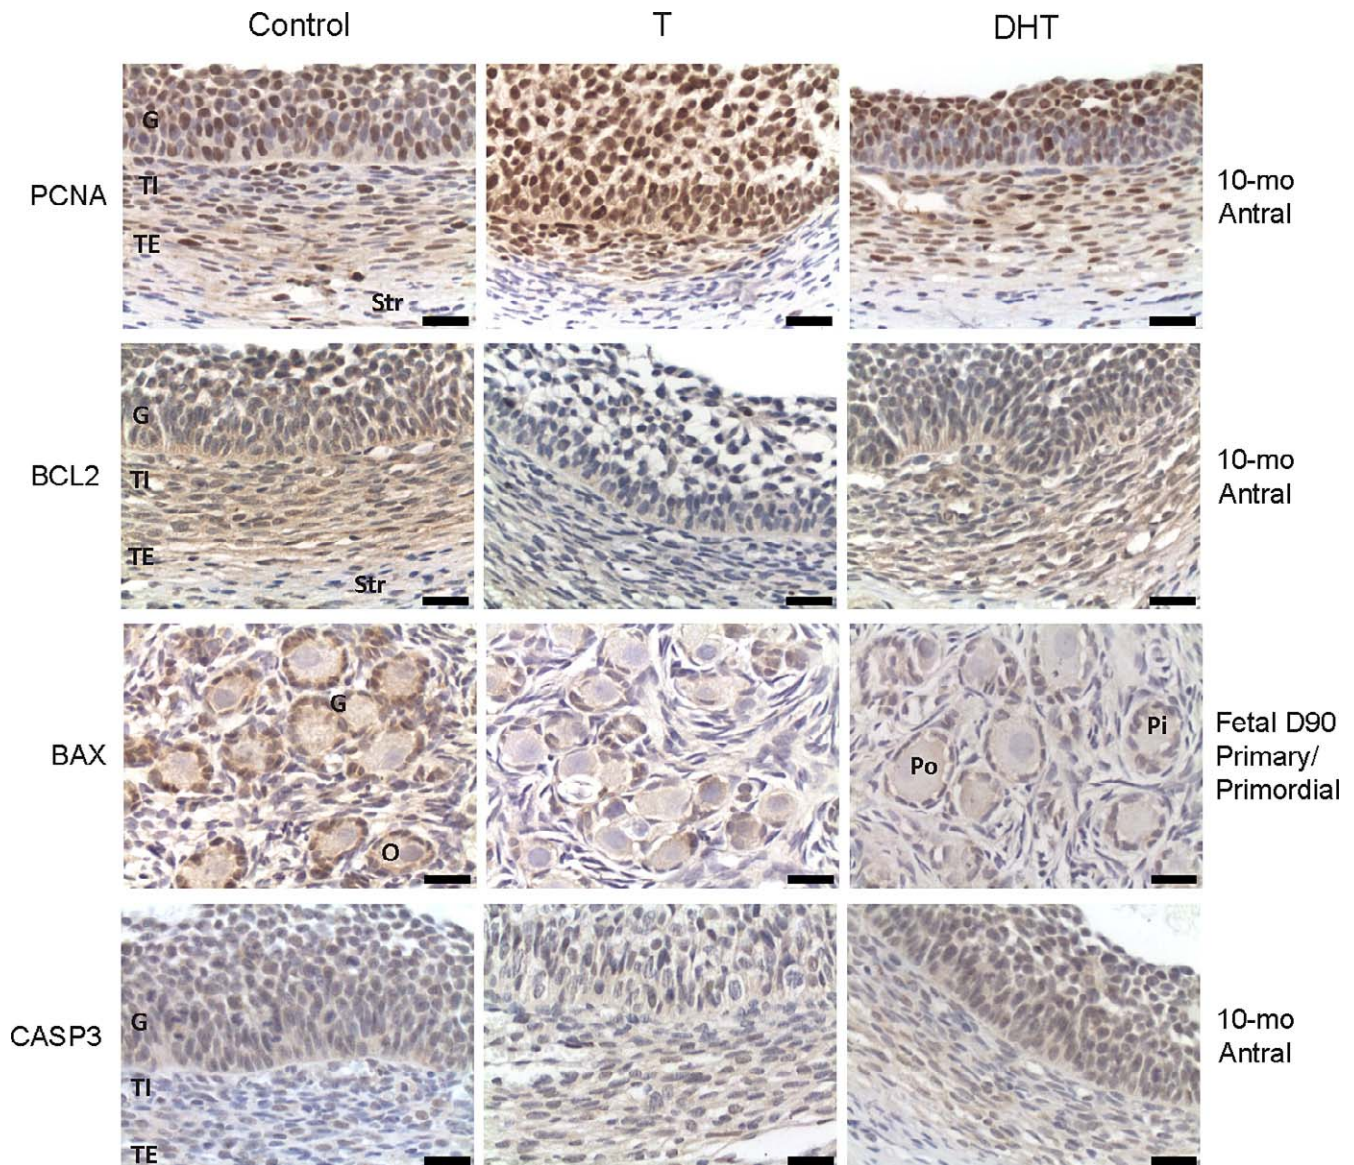 Control T DHT
G
TI
PCNA
TE
Str
10-mo
Antral
G
TI
BCL2
TE
Str
10-mo
Antral
G
BAX
O
Po
Pi
Fetal D90
Primary/
Primordial
G
CASP3
TI
TE
10-mo
Antral